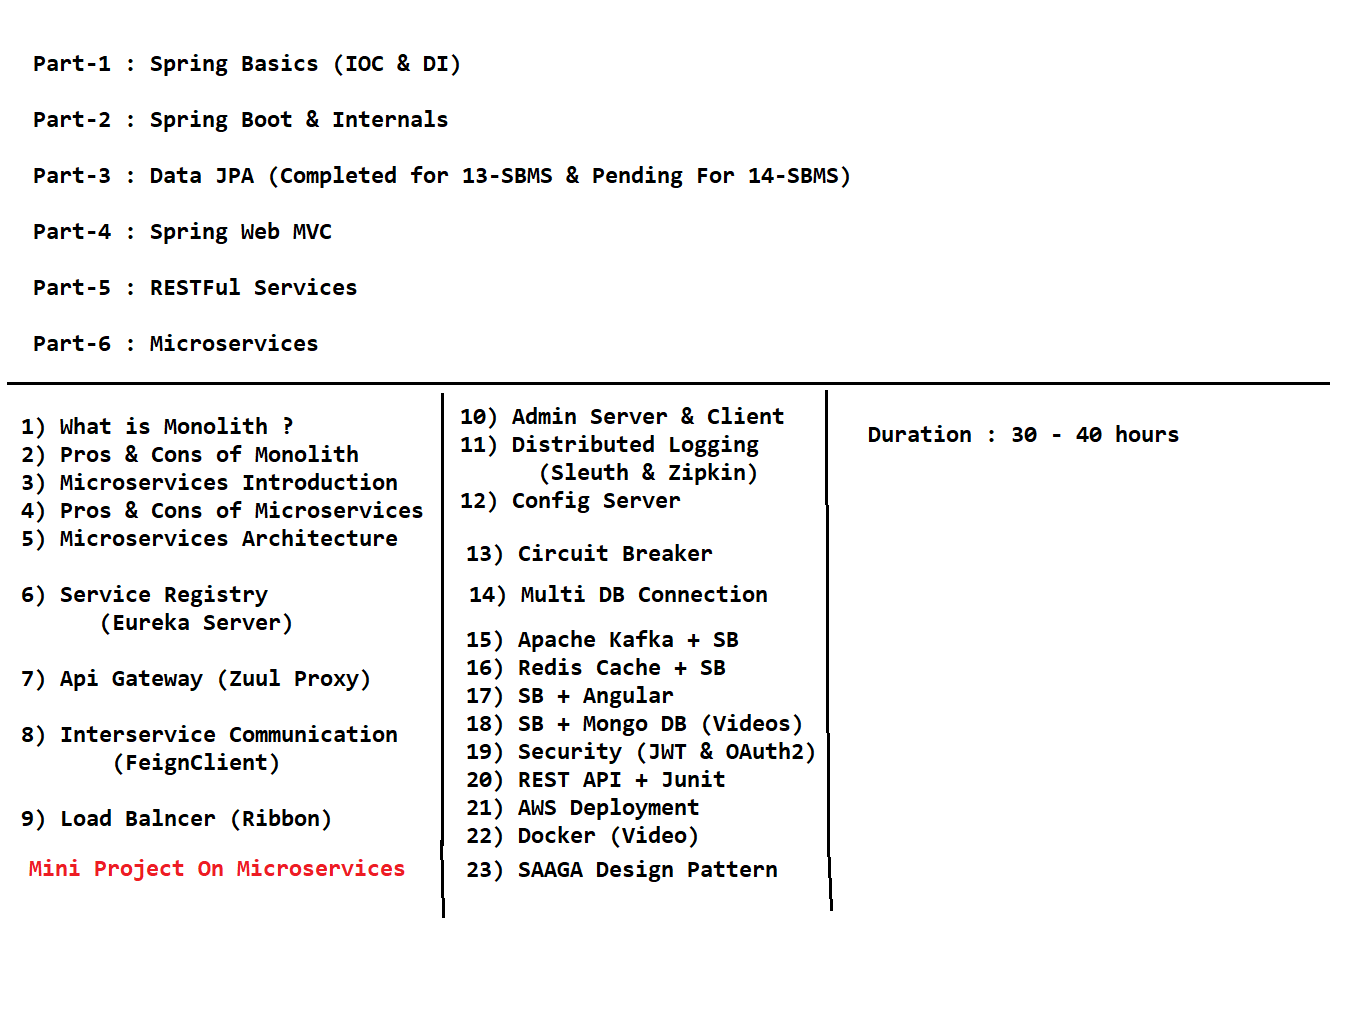 Part-1 : Spring Basics (IOC & DI)
Part-2 : Spring Boot & Internals
Part-3 : Data JPA (Completed for 13-SBMS & Pending For 14-SBMS)
Part-4 : Spring Web MVC
Part-5 : RESTFul Services
Part-6 : Microservices
1) What is Monolith ?
2) Pros & Cons of Monolith
3) Microservices Introduction
4) Pros & Cons of Microservices
5) Microservices Architecture
6) Service Registry
(Eureka Server)
7) Api Gateway (Zuul Proxy)
8) Interservice Communication
(FeignClient)
9) Load Balncer (Ribbon)
Mini Project On Microservices
10) Admin Server & Client
11) Distributed Logging
(Sleuth & Zipkin)
12) Config Server
13) Circuit Breaker
14) Multi DB Connection
15) Apache Kafka + SB
16) Redis Cache + SB
17) SB + Angular
18) SB + Mongo DB (Videos)
19) Security (JWT & OAuth2)
20) REST API + Junit
21) AWS Deployment
22) Docker (Video)
23) SAAGA Design Pattern
Duration : 30 - 40 hours